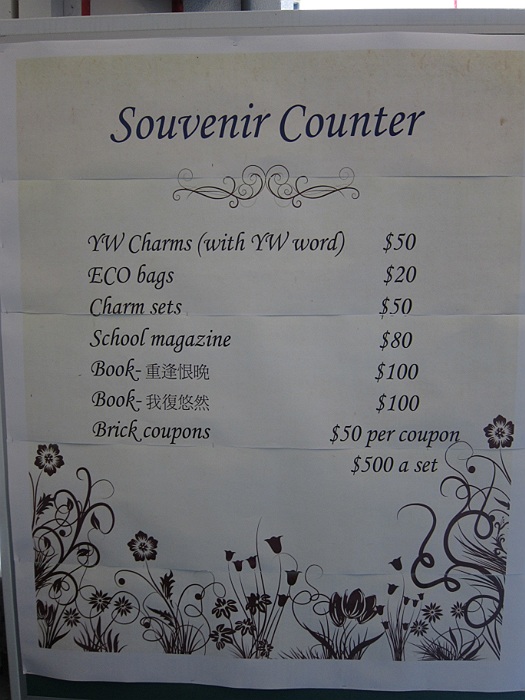 Souvenir Counter
YW Charms (with YW word) $50
ECO bags $20
Charm sets $50
School magazine $80
Book- 重逢恨晚 $100
Book- 我復悠然 $100
Brick coupons $50 per coupon
$500 a set